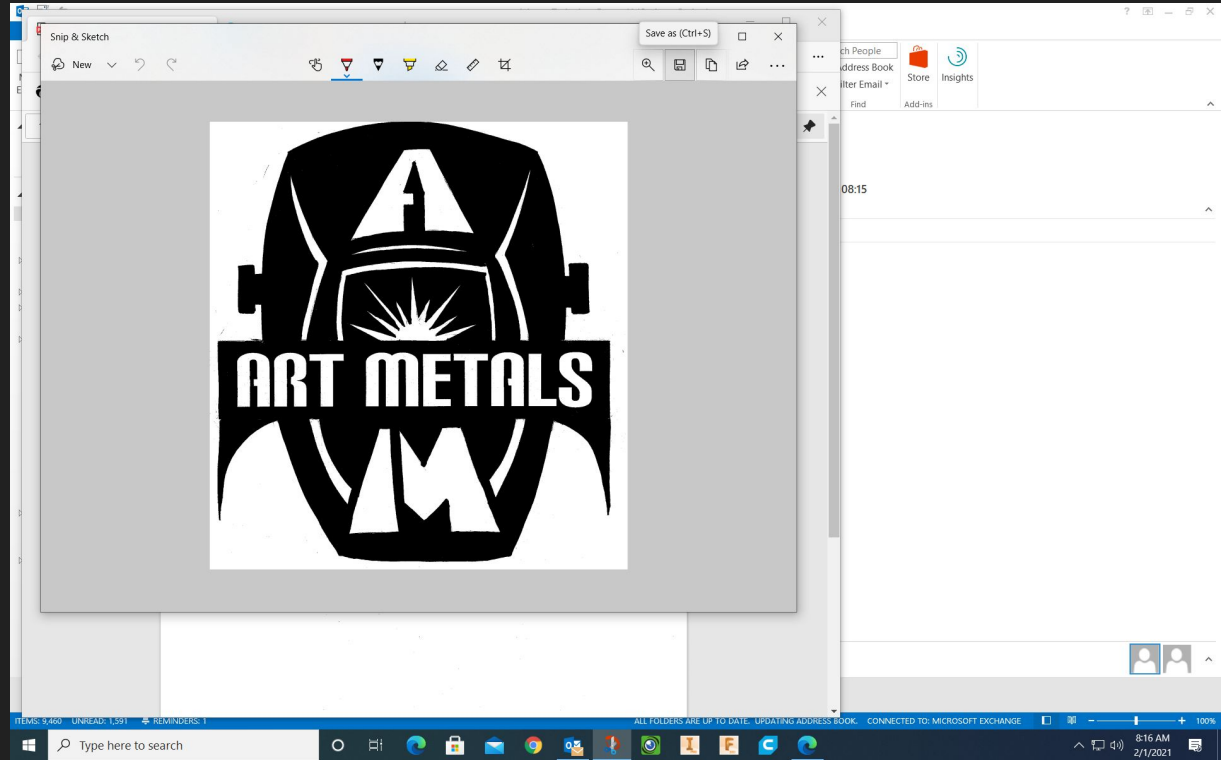 ? 
Snip & Sketch
Save as (Ctrl+S)
New
A
ART METALS
M
ch People
Address Book
ilter Email
Find
Store
Insights
Add-ins
08:15
ITEMS: 9,460 UNREAD: 1,591 REMINDERS: 1
ALL FOLDERS ARE UP TO DATE. UPDATING ADDRESS BOOK. CONNECTED TO: MICROSOFT EXCHANGE
100%
Type here to search
8:16 AM
2/1/2021